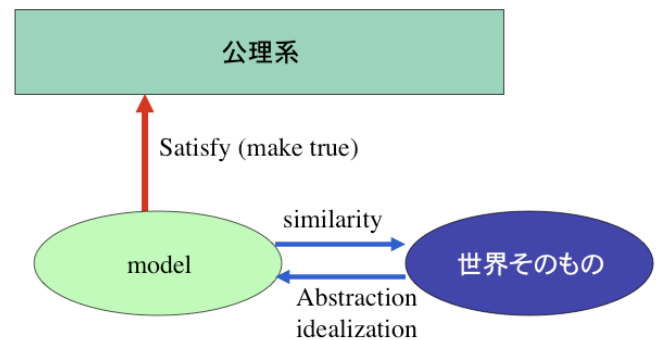 公理系
Satisfy (make true)
similarity
model
世界そのもの
Abstraction
idealization